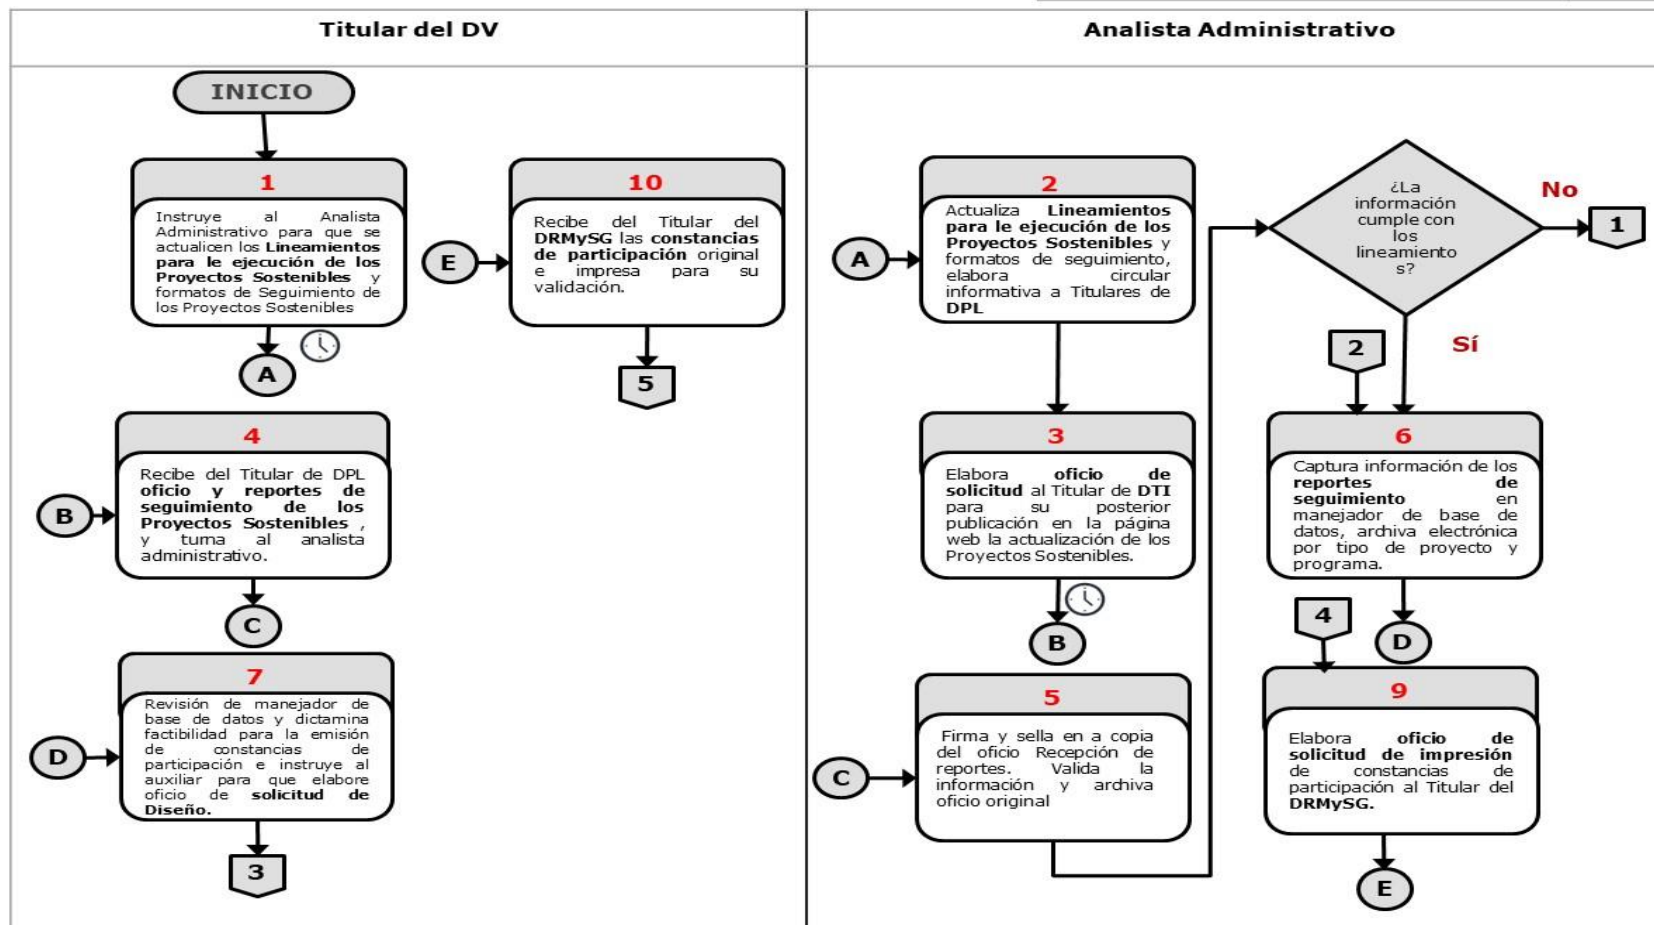 Titular del DV
Analista Administrativo
INICIO
1
Instruye al Analista
Administrativo para que se
actualicen los Lineamientos
para le ejecución de los
Proyectos Sostenibles y
formatos de Seguimiento de
los Proyectos Sostenibles
A
10
E
Recibe del Titular del
DRMySG las constancias
de participación original
e impresa para su
validación.
5
4
B
Recibe del Titular de DPL
oficio y reportes de
seguimiento de los
Proyectos Sostenibles ,
y turna al analista
administrativo.
C
7
D
Revisión de manejador de
base de datos y dictamina
factibilidad para la emisión
de constancias de
participación e instruye al
auxiliar para que elabore
oficio de solicitud de
Diseño.
3
2
A
Actualiza Lineamientos
para le ejecución de los
Proyectos Sostenibles y
formatos de seguimiento,
elabora circular
informativa a Titulares de
DPL
3
Elabora oficio de
solicitud al Titular de DTI
para su posterior
publicación en la página
web la actualización de los
Proyectos Sostenibles.
B
5
C
Firma y sella en a copia
del oficio Recepción de
reportes. Valida la
información y archiva
oficio original
¿La
información
cumple con
los
lineamiento
s?
No
1
Sí
2
6
Captura información de los
reportes de
seguimiento en
manejador de base de
datos, archiva electrónica
por tipo de proyecto y
programa.
D
4
9
Elabora oficio de
solicitud de impresión
de constancias de
participación al Titular del
DRMySG.
E